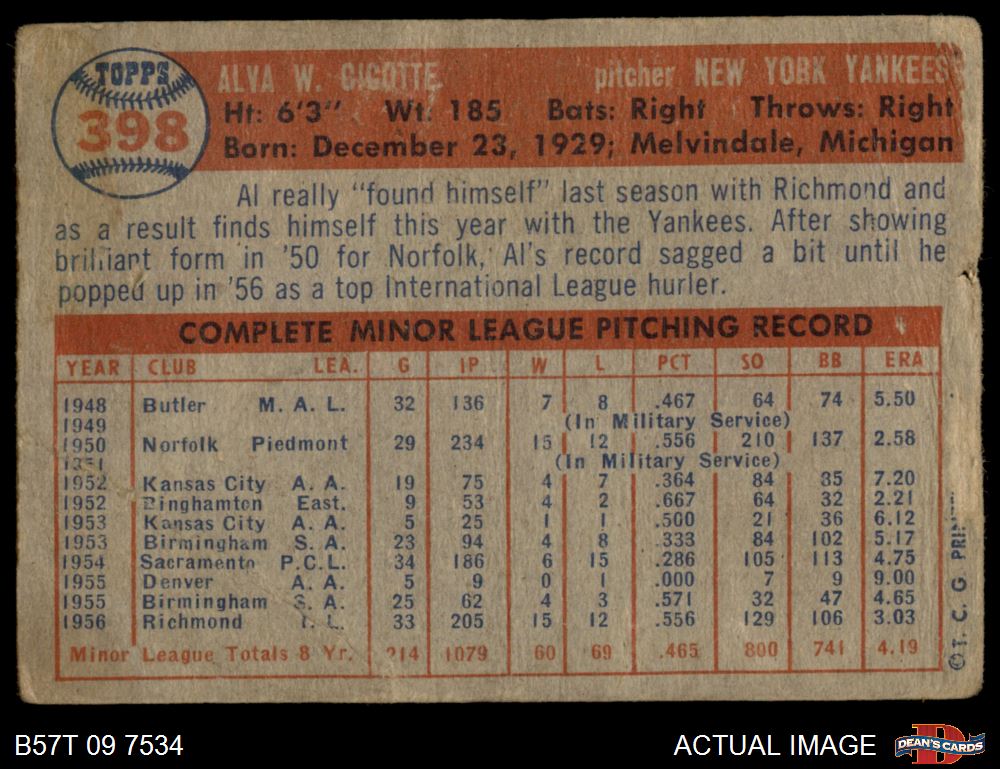 TOPPS
398
ALVA W. CICOTTE pitcher NEW YORK YANKEES
Ht: 6'3" Wt: 185 Bats: Right Throws: Right
Born: December 23, 1929; Melvindale, Michigan
Al really "found himself" last season with Richmond and
as a result finds himself this year with the Yankees. After showing
brilliant form in '50 for Norfolk, Al's record sagged a bit until he
popped up in '56 as a top International League hurler.
COMPLETE MINOR LEAGUE PITCHING RECORD
YEAR CLUB LEA. G IP W L PCT SO BB ERA
1948 Butler M. A. L. 32 136 7 8 .467 64 74 5.50
1949 (In Military Service)
1950 Norfolk Piedmont 29 234 15 12 .556 210 137 2.58
1951 (In Military Service)
1952 Kansas City A. A. 19 75 4 7 .364 84 35 7.20
1952 Binghamton East. 9 53 4 2 .667 64 32 2.21
1953 Kansas City A. A. 5 25 1 1 .500 21 36 6.12
1953 Birmingham S. A. 23 94 4 8 .333 84 102 5.17
1954 Sacramento P.C.L. 34 186 6 15 .286 105 113 4.75
1955 Denver A. A. 5 9 0 1 .000 7 9 9.00
1955 Birmingham S. A. 25 62 4 3 .571 32 47 4.65
1956 Richmond I. L. 33 205 15 12 .556 129 106 3.03
Minor League Totals 8 Yr. 214 1079 60 69 .465 800 741 4.19
© T. C. G. PRIN
B57T 09 7534
ACTUAL IMAGE
D
DEAN'S CARDS